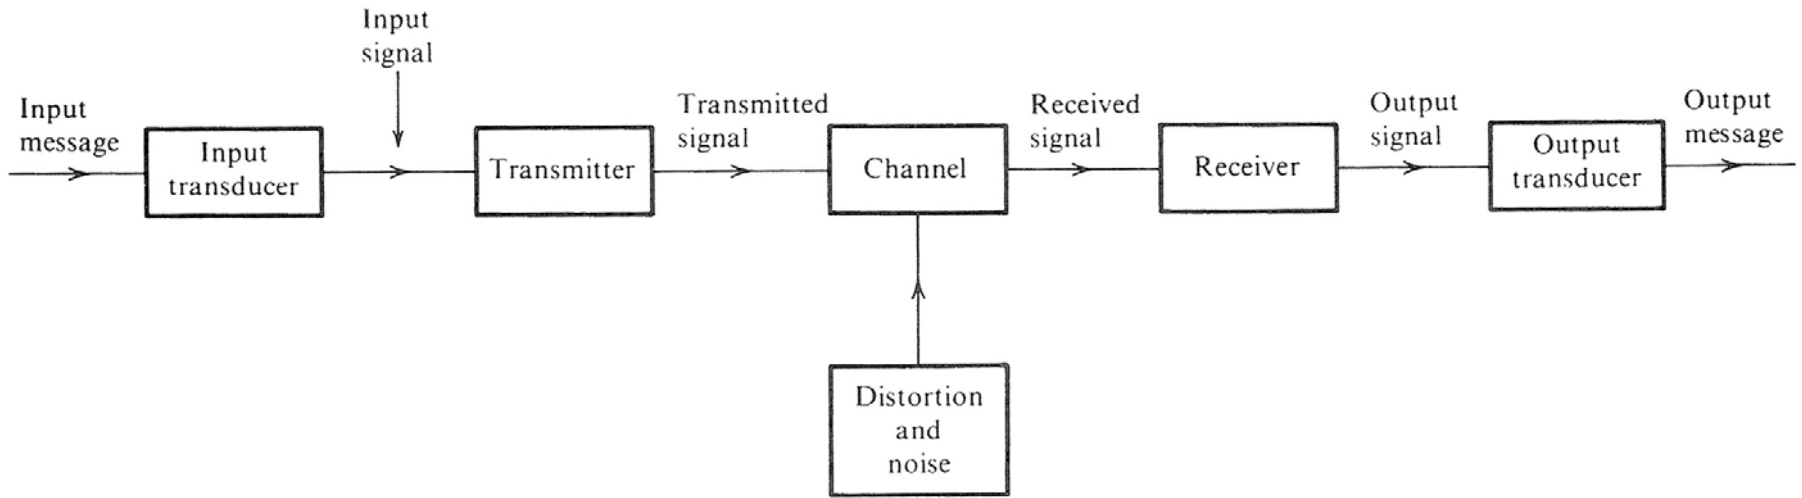 Input
signal
Input
message
Input
transducer
Transmitter
Transmitted
signal
Channel
Received
signal
Receiver
Output
signal
Output
transducer
Output
message
Distortion
and
noise